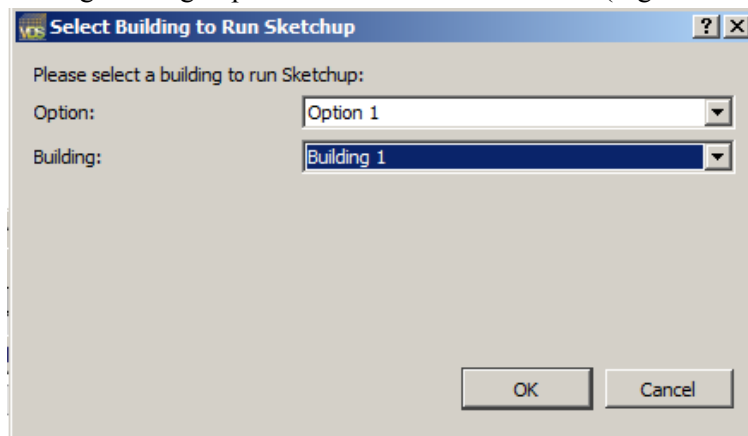 VDS Select Building to Run Sketchup ? X
Please select a building to run Sketchup:
Option: Option 1
Building: Building 1
OK Cancel